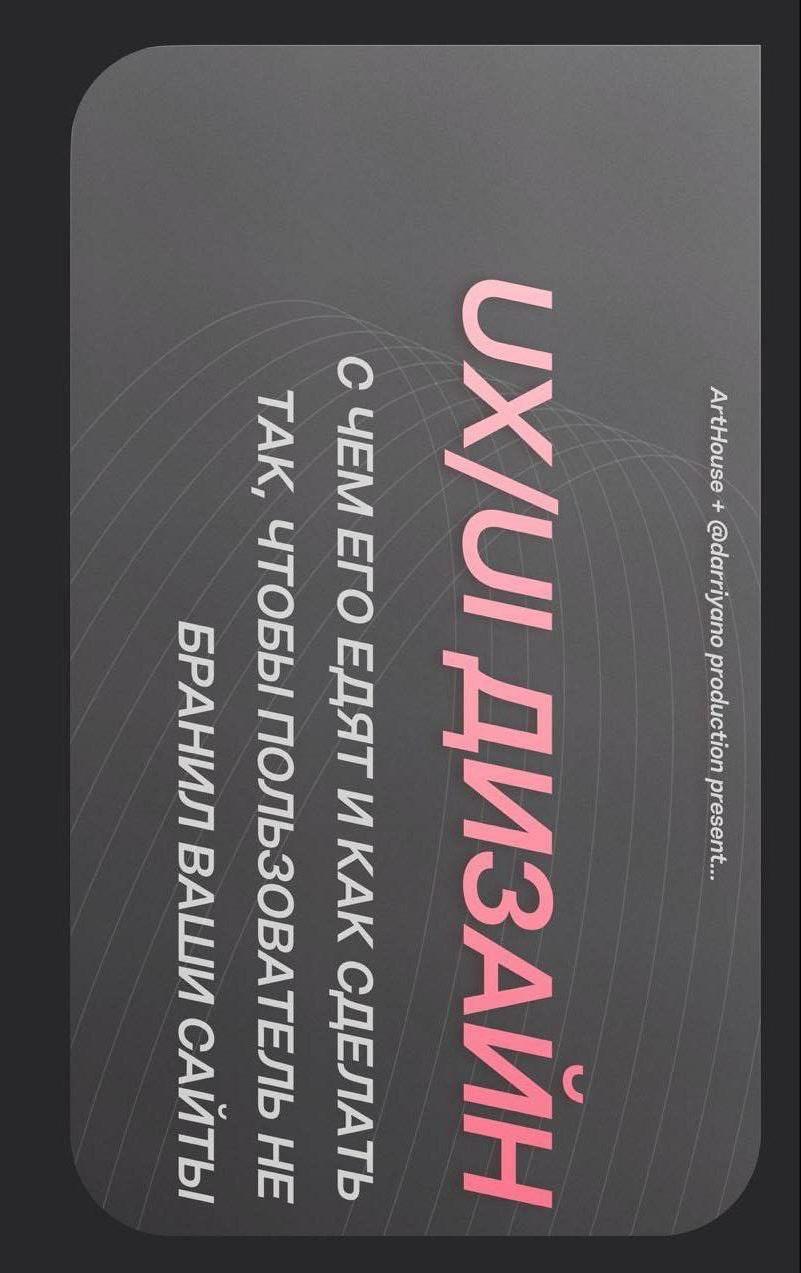 ArtHouse + @darriyano production present...
UX/UI ДИЗАЙН
С ЧЕМ ЕГО ЕДЯТ И КАК СДЕЛАТЬ
ТАК, ЧТОБЫ ПОЛЬЗОВАТЕЛЬ НЕ
БРАНИЛ ВАШИ САЙТЫ